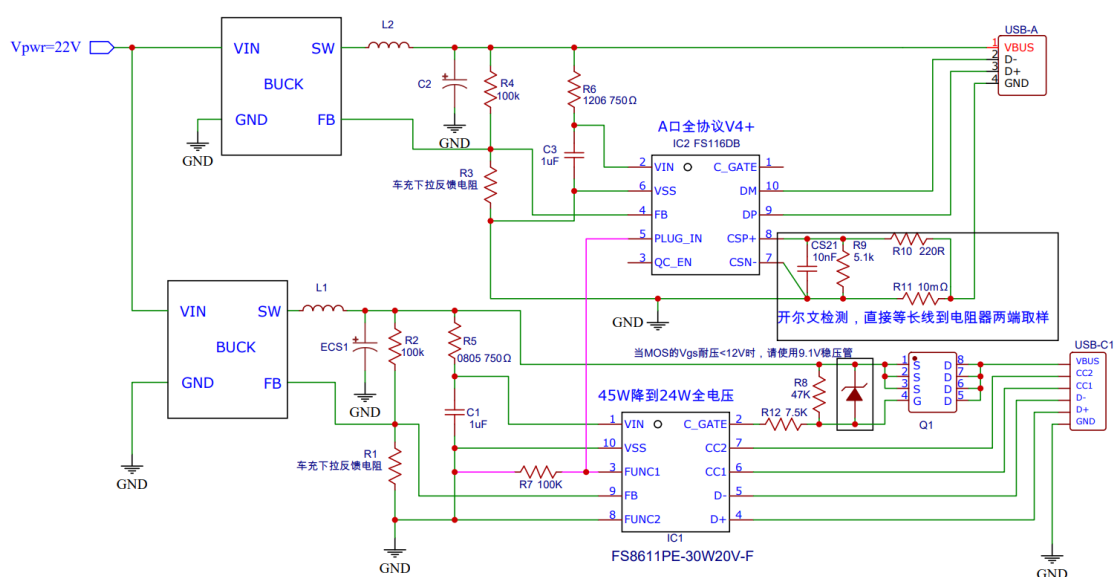 Vpwr=22V
VIN
SW
BUCK
GND
FB
GND
L2
C2
GND
R4
100k
R6
1206 750Ω
C3
1uF
R3
车充下拉反馈电阻
A口全协议V4+
IC2 FS116DB
2 VIN
6 VSS
4 FB
5 PLUG_IN
3 QC_EN
C_GATE 1
DM 10
DP 9
CSP+ 8
CSN- 7
USB-A
1 VBUS
2 D-
3 D+
4 GND
CS21
10nF
R9
5.1k
R10 220R
R11 10mΩ
开尔文检测，直接等长线到电阻器两端取样
GND
VIN
SW
BUCK
GND
FB
GND
L1
ECS1
GND
R2
100k
R5
0805 750Ω
C1
1uF
R1
车充下拉反馈电阻
GND
R7 100K
45W降到24W全电压
1 VIN
10 VSS
3 FUNC1
9 FB
8 FUNC2
C_GATE 2
CC2 7
CC1 6
D- 5
D+ 4
IC1
FS8611PE-30W20V-F
当MOS的Vgs耐压<12V时，请使用9.1V稳压管
R8
47K
R12 7.5K
1 S
2 S
3 S
4 G
D 8
D 7
D 6
D 5
Q1
USB-C1
VBUS
CC2
CC1
D-
D+
GND
GND